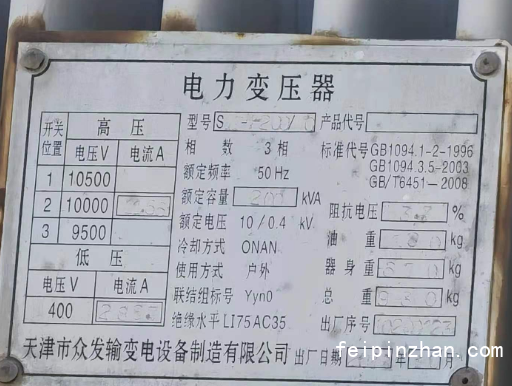 电力变压器
型号 产品代号
开关位置 高压
电压V 电流A
1 10500
2 10000
3 9500
低压
电压V 电流A
400
相数 3相
额定频率 50Hz
额定容量 kVA
额定电压 10/0.4 kV
冷却方式 ONAN
使用方式 户外
联结组标号 Yyn0
绝缘水平 LI75 AC35
标准代号 GB1094.1-2-1996
GB1094.3.5-2003
GB/T6451-2008
阻抗电压 %
油重 kg
器身重 kg
总重 kg
出厂序号
天津市众发输变电设备制造有限公司 出厂日期 年 月
feipinzhan.com